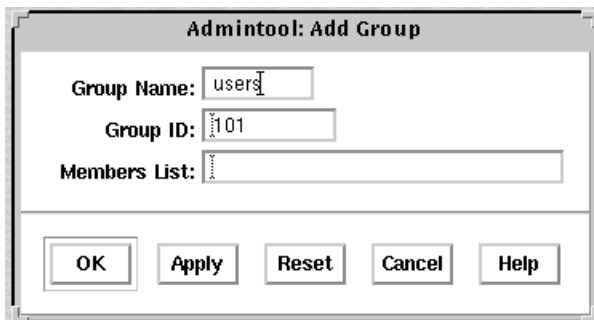 Admintool: Add Group
Group Name: users
Group ID: 101
Members List:
OK Apply Reset Cancel Help